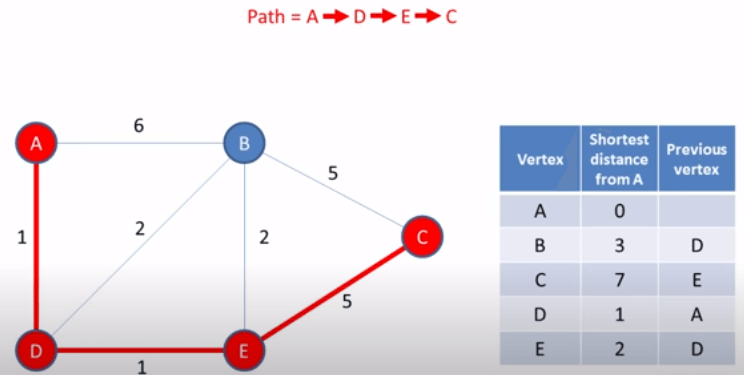 Path = A → D → E → C
6
A
B
5
Shortest
Vertex distance Previous
from A vertex
A 0
1
2
2
C
B 3 D
C 7 E
5
D 1 A
D
E
E 2 D
1